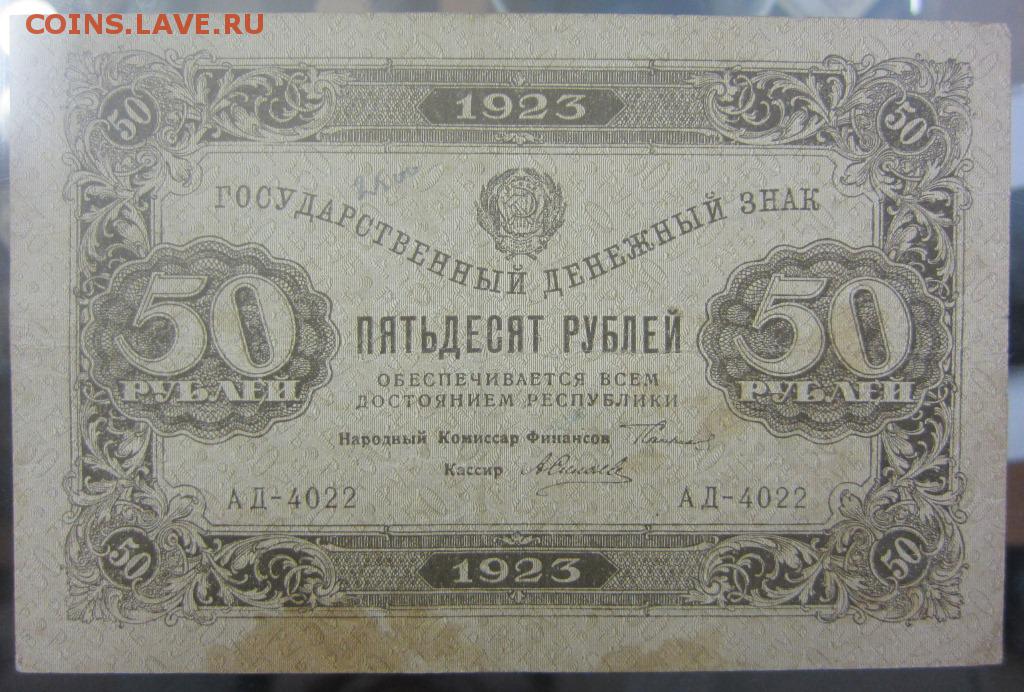 COINS.LAVE.RU
1923
50 50
ГОСУДАРСТВЕННЫЙ ДЕНЕЖНЫЙ ЗНАК
50 РУБЛЕЙ
50 РУБЛЕЙ
ПЯТЬДЕСЯТ РУБЛЕЙ
ОБЕСПЕЧИВАЕТСЯ ВСЕМ
ДОСТОЯНИЕМ РЕСПУБЛИКИ
Народный Комиссар Финансов
Кассир
АД-4022 АД-4022
50 50
1923